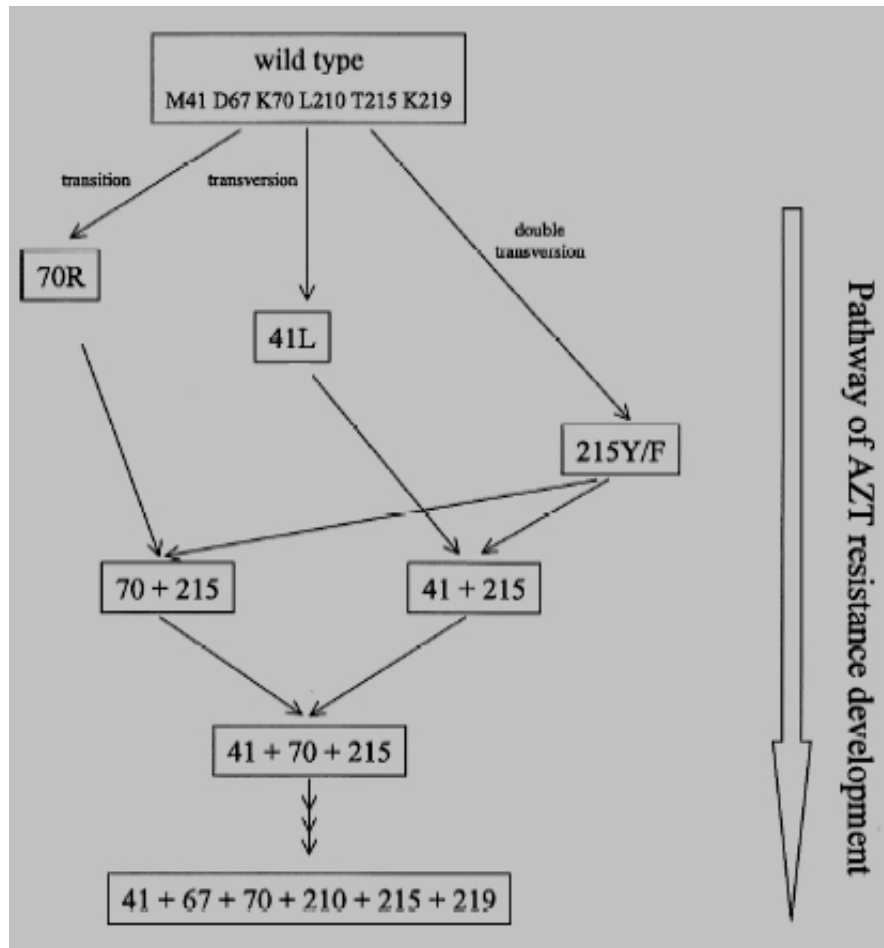 wild type
M41 D67 K70 L210 T215 K219
transition
transversion
double
transversion
70R
41L
215Y/F
70 + 215
41 + 215
41 + 70 + 215
41 + 67 + 70 + 210 + 215 + 219
Pathway of AZT resistance development